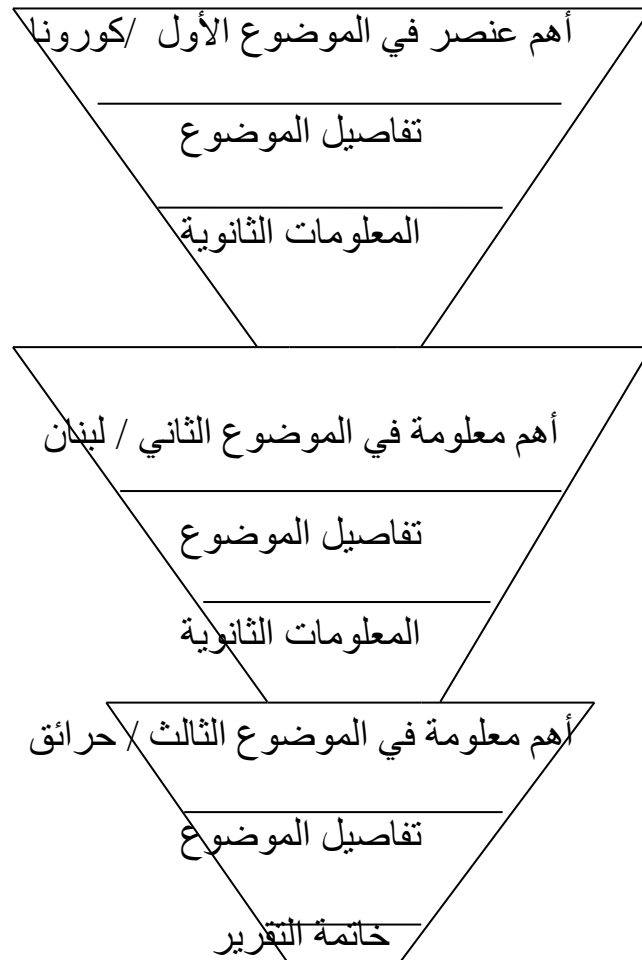 أهم عنصر في الموضوع الأول /كورونا
تفاصيل الموضوع
المعلومات الثانوية
أهم معلومة في الموضوع الثاني / لبنان
تفاصيل الموضوع
المعلومات الثانوية
أهم معلومة في الموضوع الثالث / حرائق
تفاصيل الموضوع
خاتمة التقرير